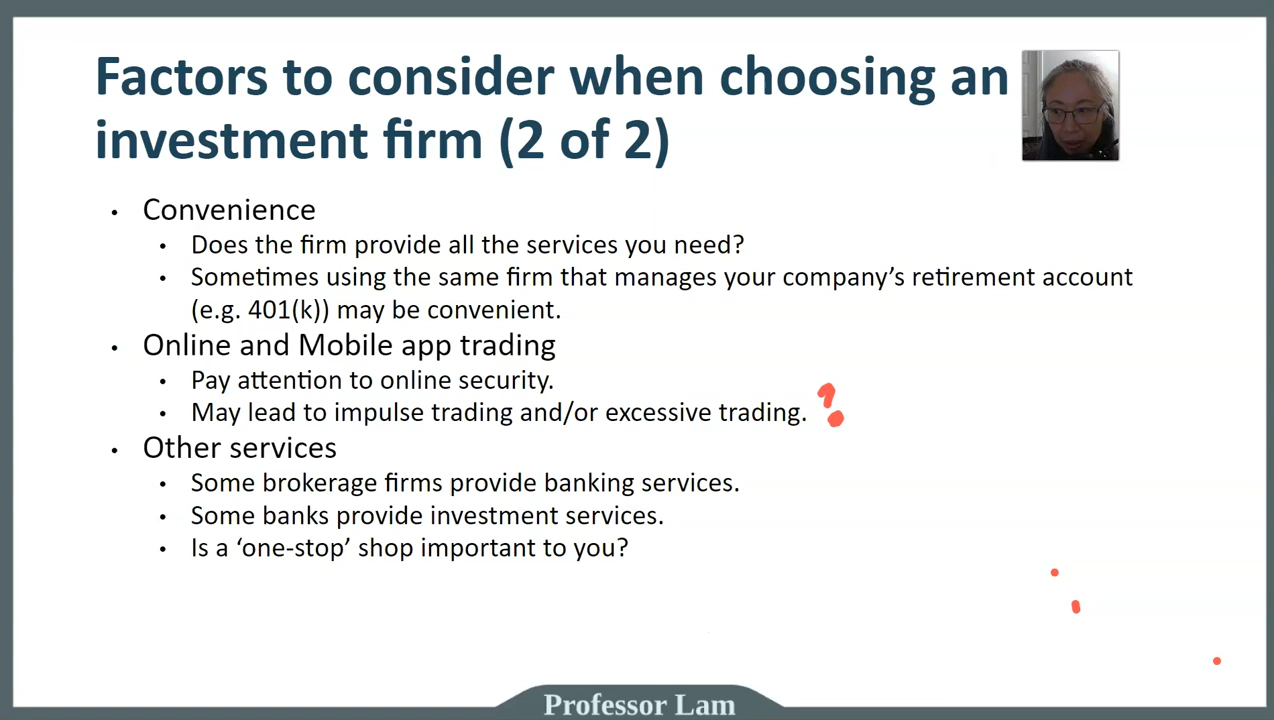 Factors to consider when choosing an
investment firm (2 of 2)
• Convenience
• Does the firm provide all the services you need?
• Sometimes using the same firm that manages your company’s retirement account
(e.g. 401(k)) may be convenient.
• Online and Mobile app trading
• Pay attention to online security.
• May lead to impulse trading and/or excessive trading.
• Other services
• Some brokerage firms provide banking services.
• Some banks provide investment services.
• Is a ‘one-stop’ shop important to you?
Professor Lam